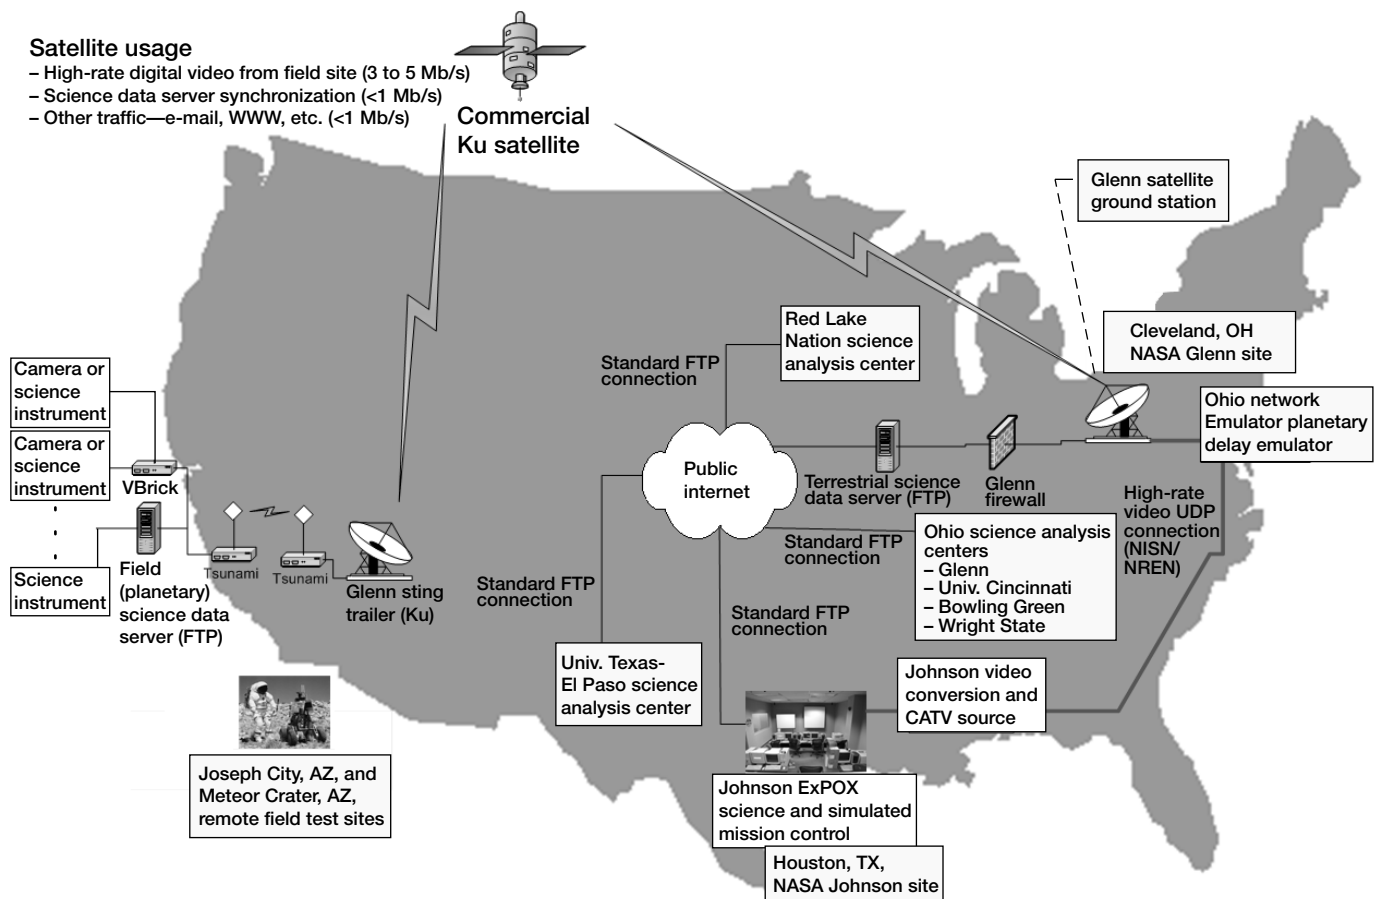 Satellite usage
– High-rate digital video from field site (3 to 5 Mb/s)
– Science data server synchronization (<1 Mb/s)
– Other traffic—e-mail, WWW, etc. (<1 Mb/s)
Commercial
Ku satellite
Glenn satellite
ground station
Cleveland, OH
NASA Glenn site
Red Lake
Nation science
analysis center
Standard FTP
connection
Camera or
science
instrument
Camera or
science
instrument
VBrick
Science
instrument
Field
(planetary)
science data
server (FTP)
Tsunami
Tsunami
Glenn sting
trailer (Ku)
Public
internet
Terrestrial science
data server (FTP)
Glenn
firewall
Ohio network
Emulator planetary
delay emulator
High-rate
video UDP
connection
(NISN/
NREN)
Standard FTP
connection
Ohio science analysis
centers
– Glenn
– Univ. Cincinnati
– Bowling Green
– Wright State
Standard FTP
connection
Standard FTP
connection
Univ. Texas-
El Paso science
analysis center
Johnson video
conversion and
CATV source
Joseph City, AZ, and
Meteor Crater, AZ,
remote field test sites
Johnson ExPOX
science and simulated
mission control
Houston, TX,
NASA Johnson site